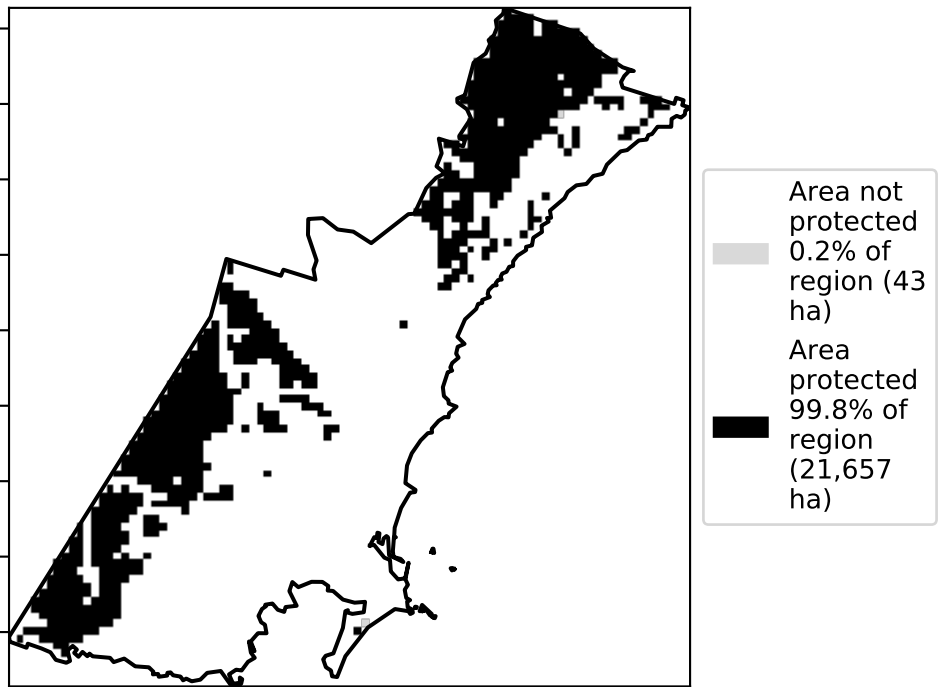 Area not
protected
0.2% of
region (43
ha)
Area
protected
99.8% of
region
(21,657
ha)